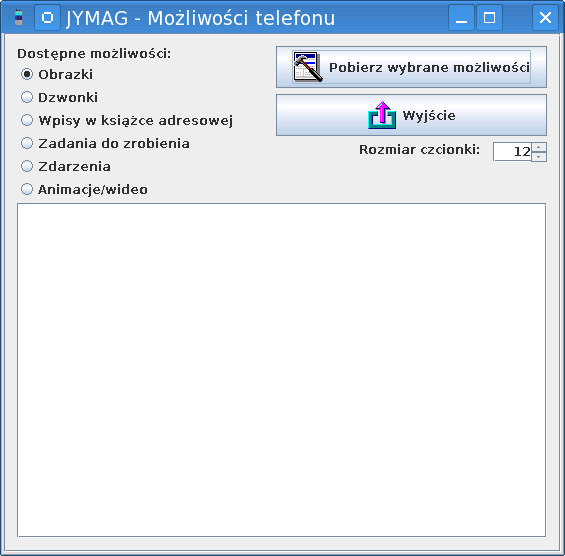 JYMAG - Możliwości telefonu
Dostępne możliwości:
Obrazki
Dzwonki
Wpisy w książce adresowej
Zadania do zrobienia
Zdarzenia
Animacje/wideo
Pobierz wybrane możliwości
Wyjście
Rozmiar czcionki: 12